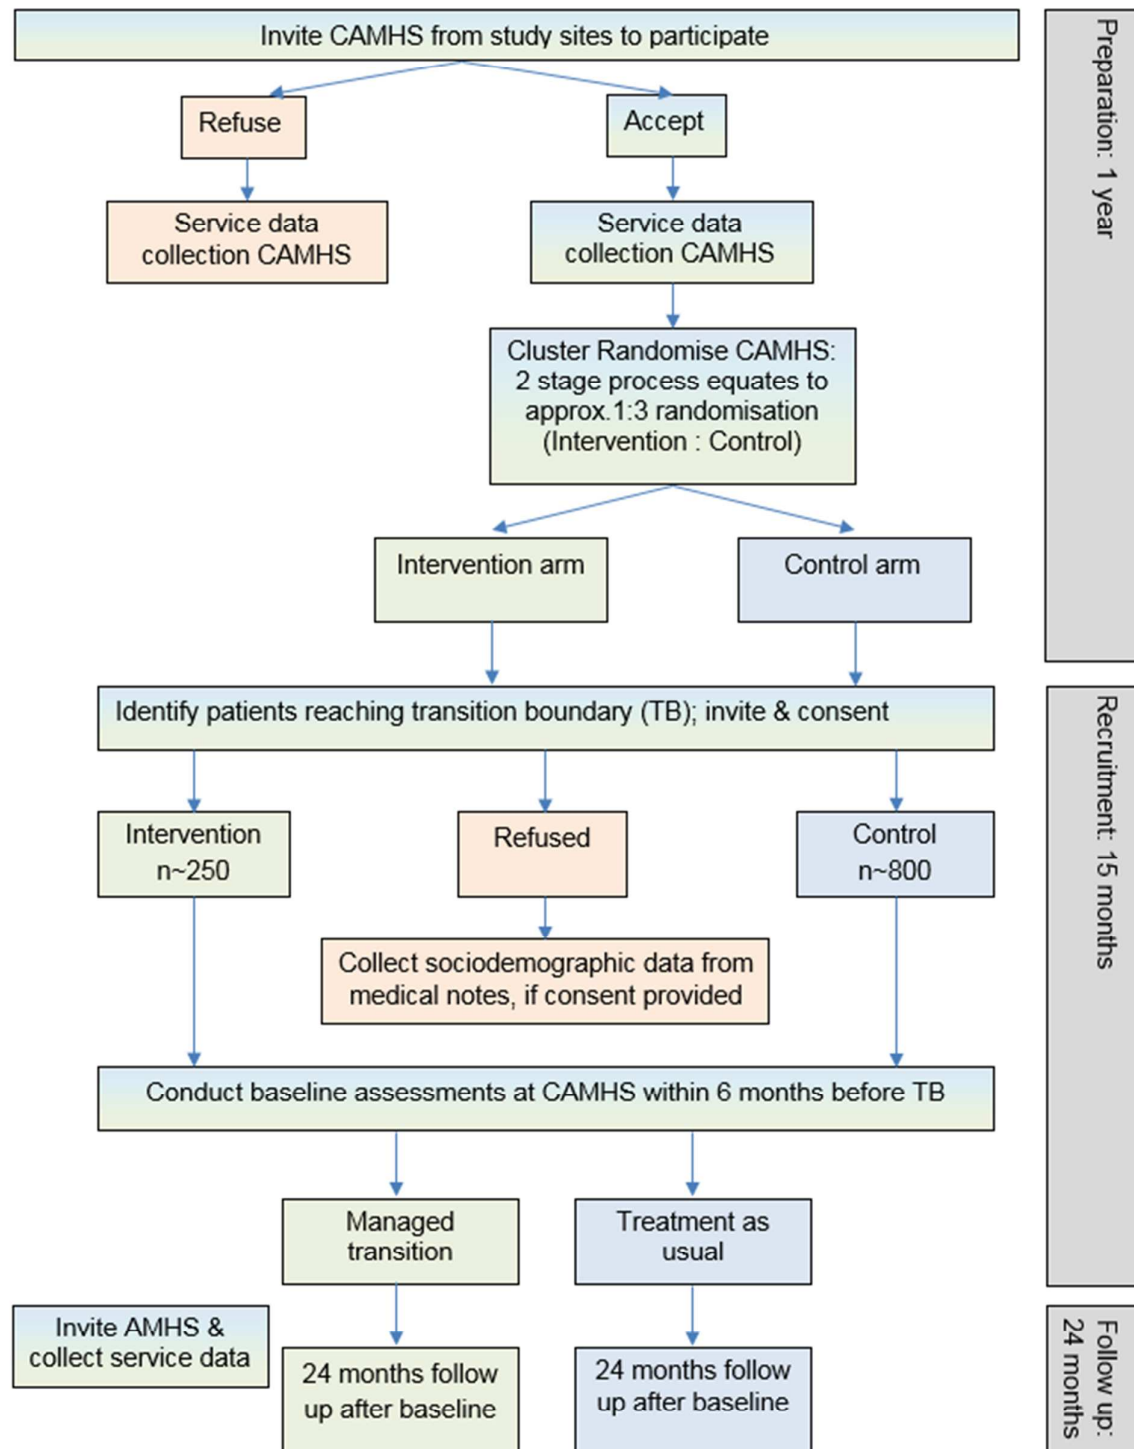 Invite CAMHS from study sites to participate
Preparation: 1 year
Refuse
Accept
Service data
collection CAMHS
Service data
collection CAMHS
Cluster Randomise CAMHS:
2 stage process equates to
approx.1:3 randomisation
(Intervention : Control)
Intervention arm
Control arm
Identify patients reaching transition boundary (TB); invite & consent
Recruitment: 15 months
Intervention
n~250
Refused
Control
n~800
Collect sociodemographic data from
medical notes, if consent provided
Conduct baseline assessments at CAMHS within 6 months before TB
Managed
transition
Treatment as
usual
Invite AMHS &
collect service data
24 months follow
up after baseline
24 months follow
up after baseline
Follow up:
24 months